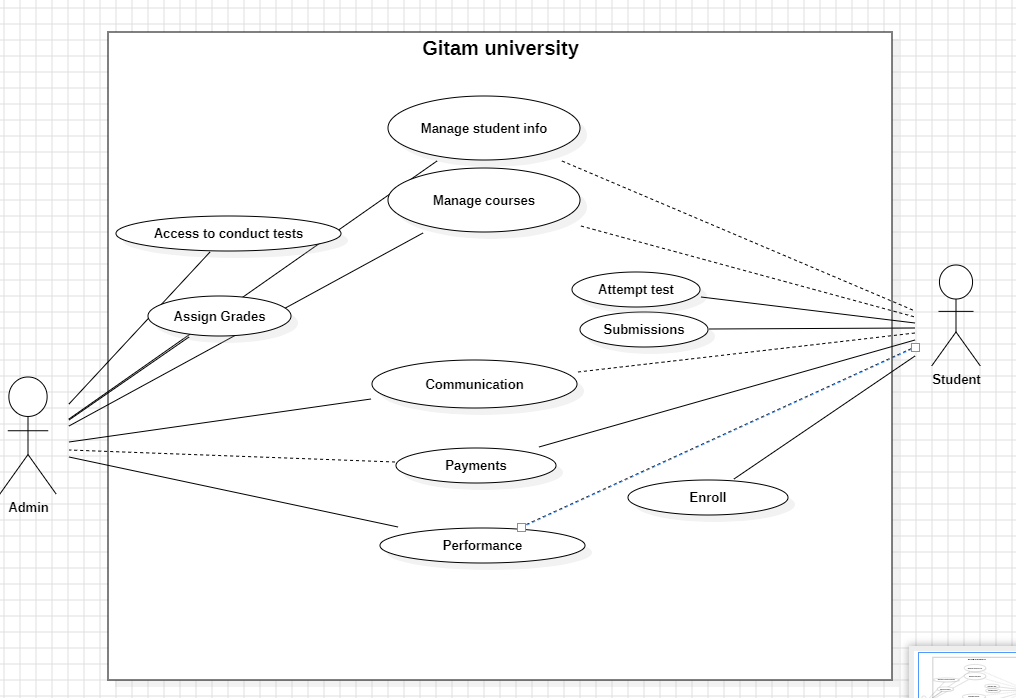 Gitam university
Manage student info
Manage courses
Access to conduct tests
Attempt test
Assign Grades
Submissions
Student
Communication
Payments
Enroll
Admin
Performance